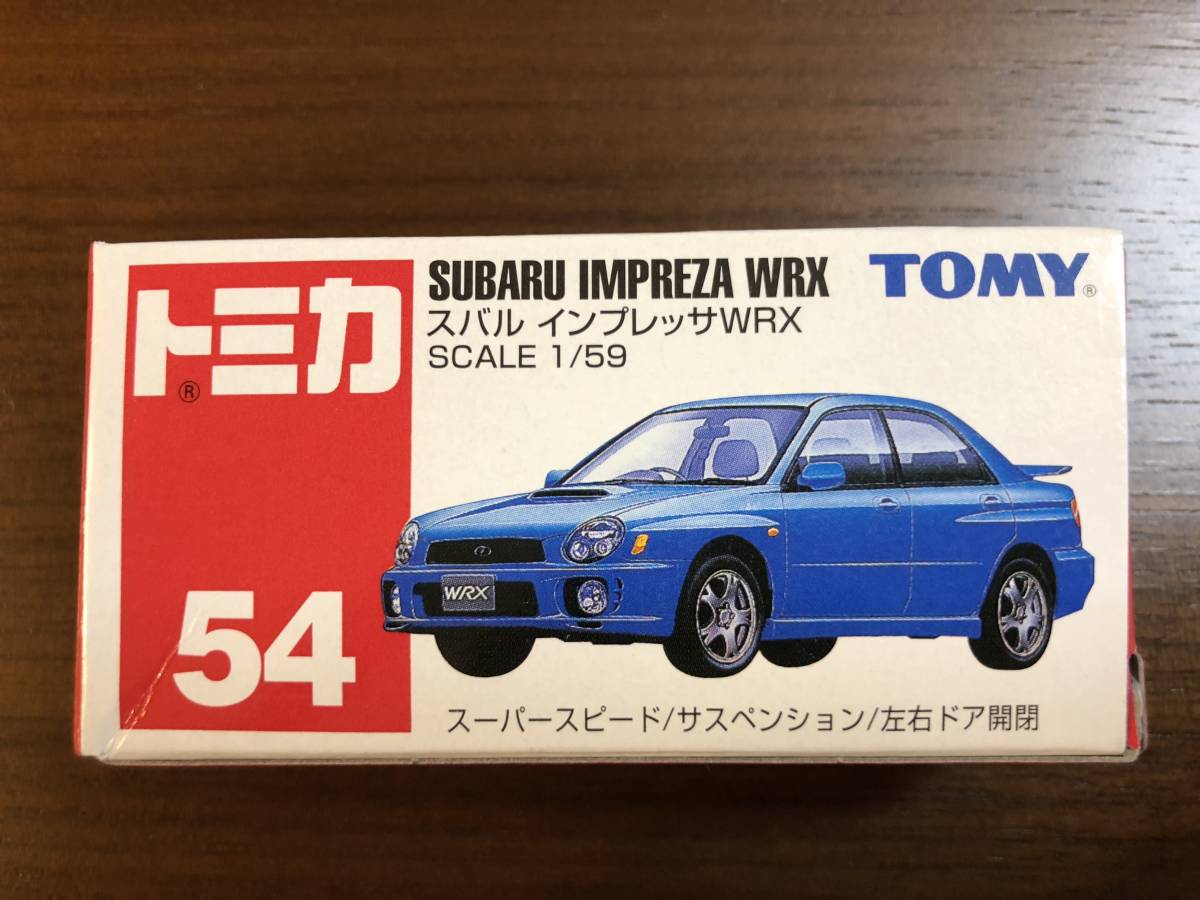 トミカ®
SUBARU IMPREZA WRX
TOMY®
スバル インプレッサWRX
SCALE 1/59
WRX
54
スーパースピード/サスペンション/左右ドア開閉